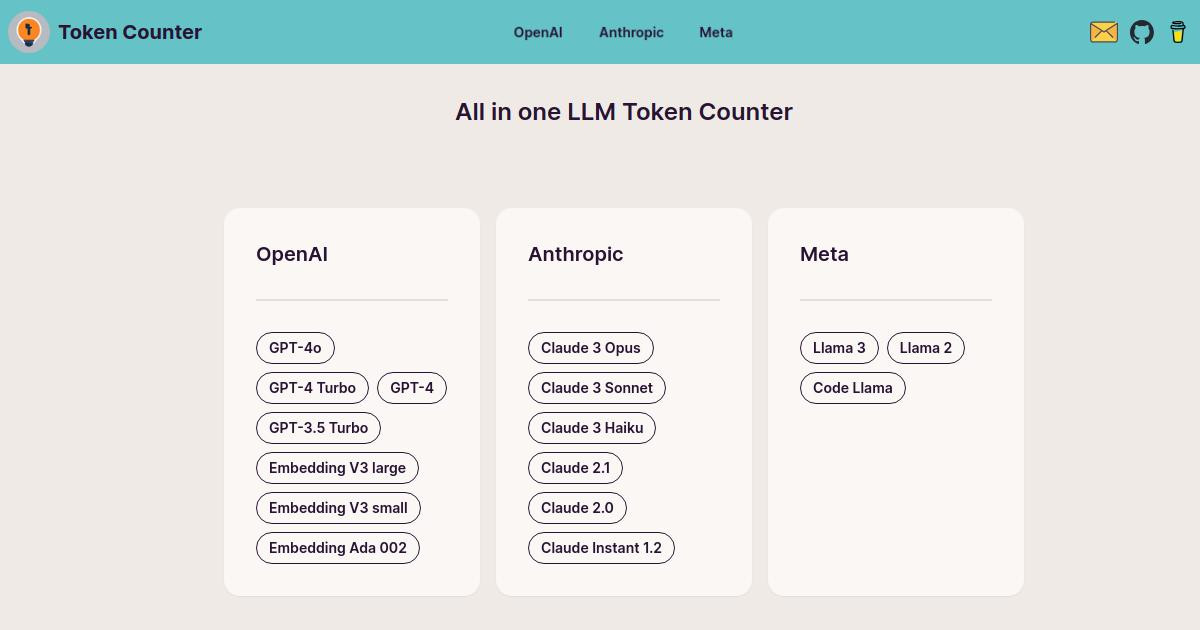 Token Counter
OpenAI Anthropic Meta
All in one LLM Token Counter
OpenAI
GPT-4o
GPT-4 Turbo GPT-4
GPT-3.5 Turbo
Embedding V3 large
Embedding V3 small
Embedding Ada 002
Anthropic
Claude 3 Opus
Claude 3 Sonnet
Claude 3 Haiku
Claude 2.1
Claude 2.0
Claude Instant 1.2
Meta
Llama 3 Llama 2
Code Llama